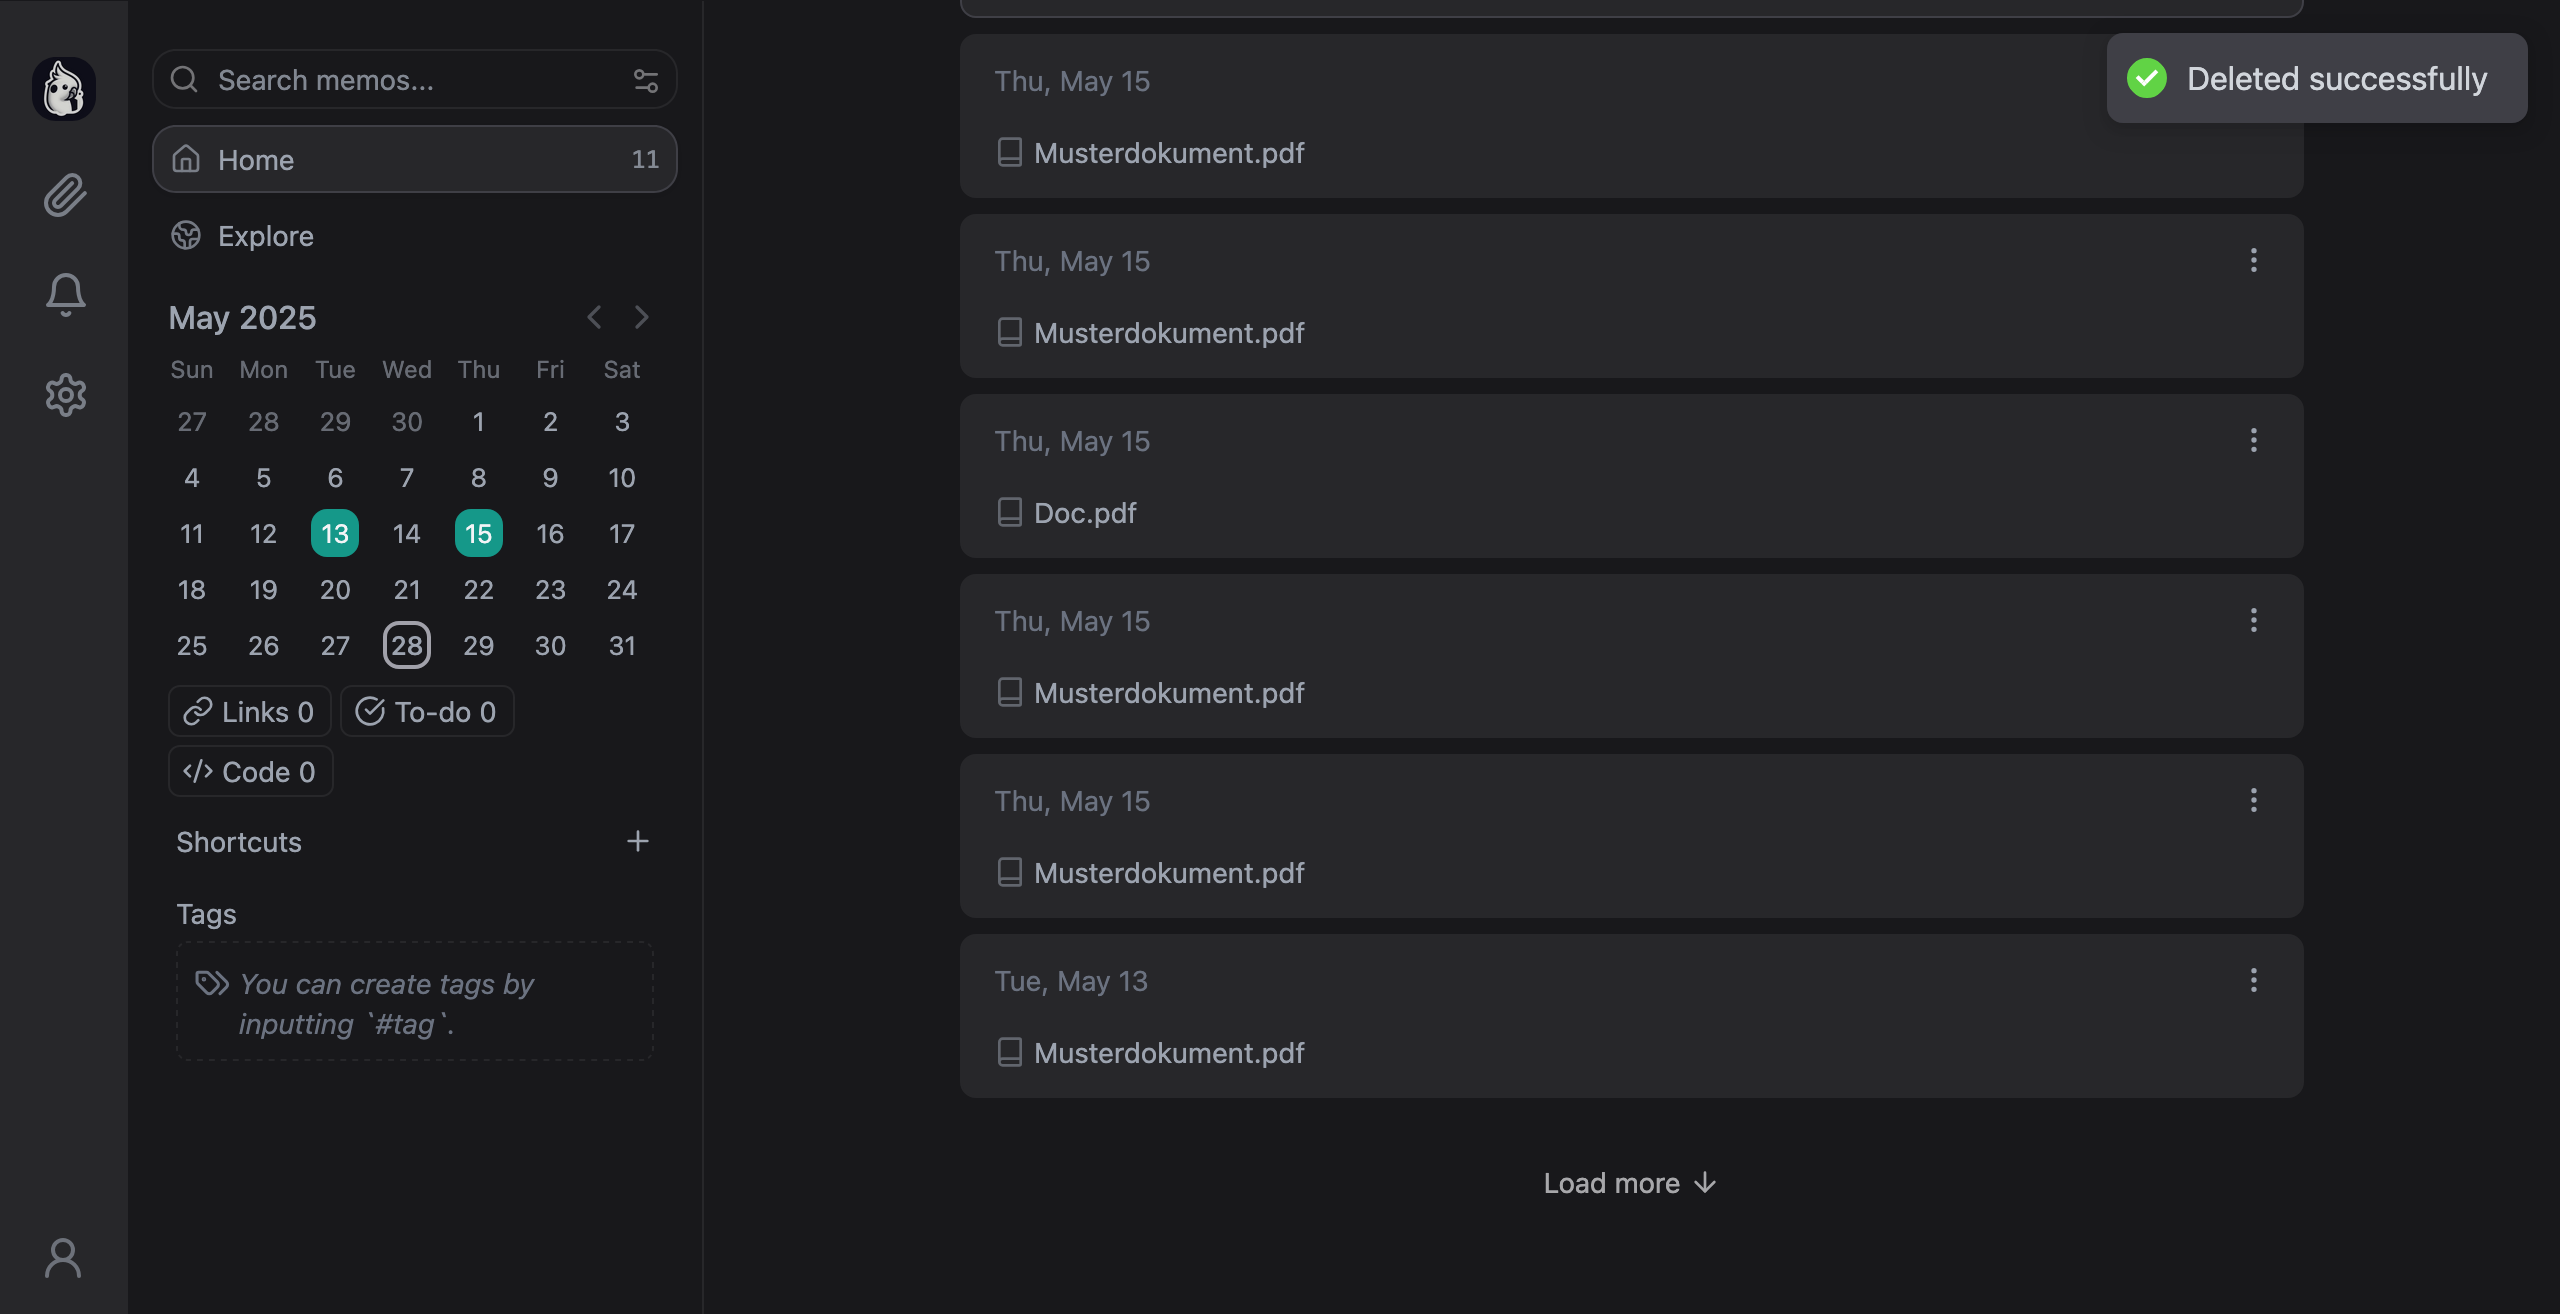 Search memos...
Home 11
Explore
May 2025
Sun Mon Tue Wed Thu Fri Sat
27 28 29 30 1 2 3
4 5 6 7 8 9 10
11 12 13 14 15 16 17
18 19 20 21 22 23 24
25 26 27 28 29 30 31
Links 0 To-do 0
Code 0
Shortcuts
Tags
You can create tags by
inputting `#tag`.
Thu, May 15
Musterdokument.pdf
Thu, May 15
Musterdokument.pdf
Thu, May 15
Doc.pdf
Thu, May 15
Musterdokument.pdf
Thu, May 15
Musterdokument.pdf
Tue, May 13
Musterdokument.pdf
Load more
Deleted successfully